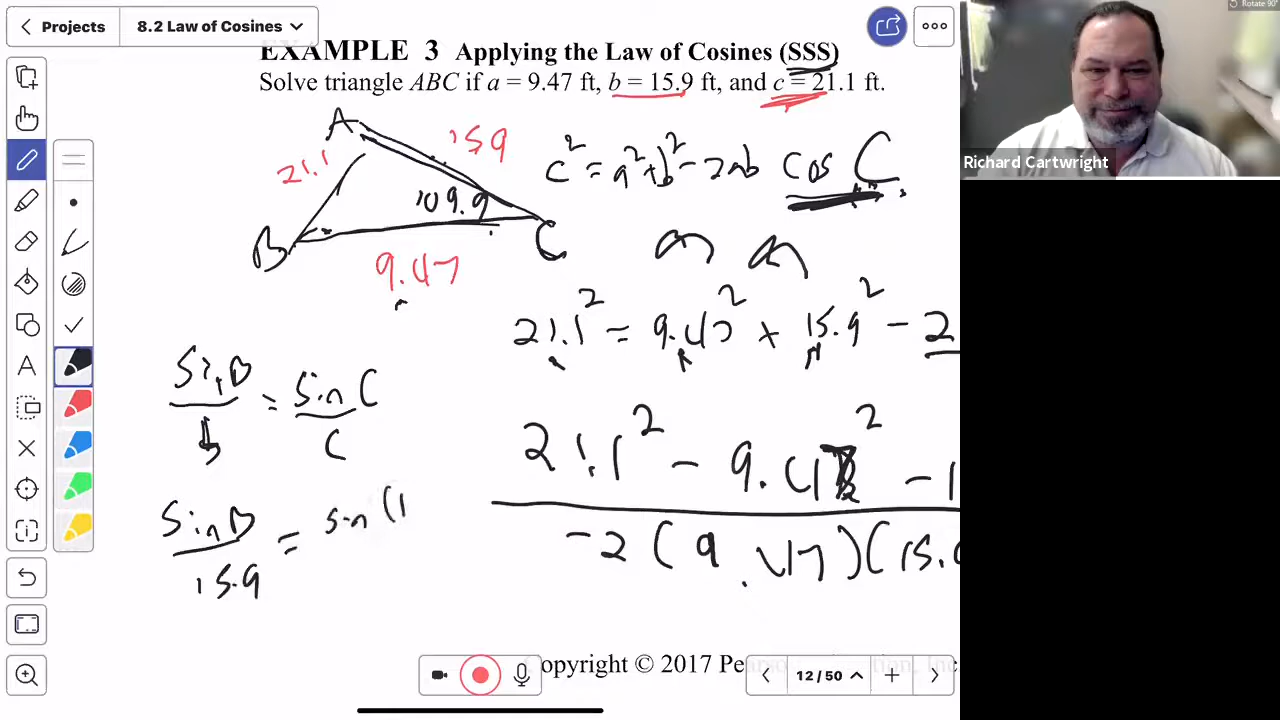 Projects
8.2 Law of Cosines
Rotate 90°
EXAMPLE 3 Applying the Law of Cosines (SSS)
Solve triangle ABC if a = 9.47 ft, b = 15.9 ft, and c = 21.1 ft.
A
15.9
21.1
109.9
B
C
9.47
c² = a² + b² - 2ab cos C
Richard Cartwright
21.1² = 9.47² + 15.9² - 2
Sin B / b = Sin C / C
21.1² - 9.47² - 1
-2 (9.47)(15.
Sin B / 15.9 = sin (1
A
Copyright © 2017
12 / 50